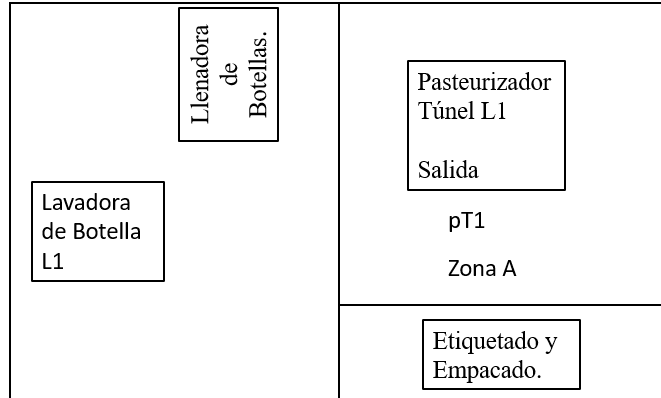 Llenadora
de
Botellas.
Pasteurizador
Túnel L1
Salida
Lavadora
de Botella
L1
pT1
Zona A
Etiquetado y
Empacado.